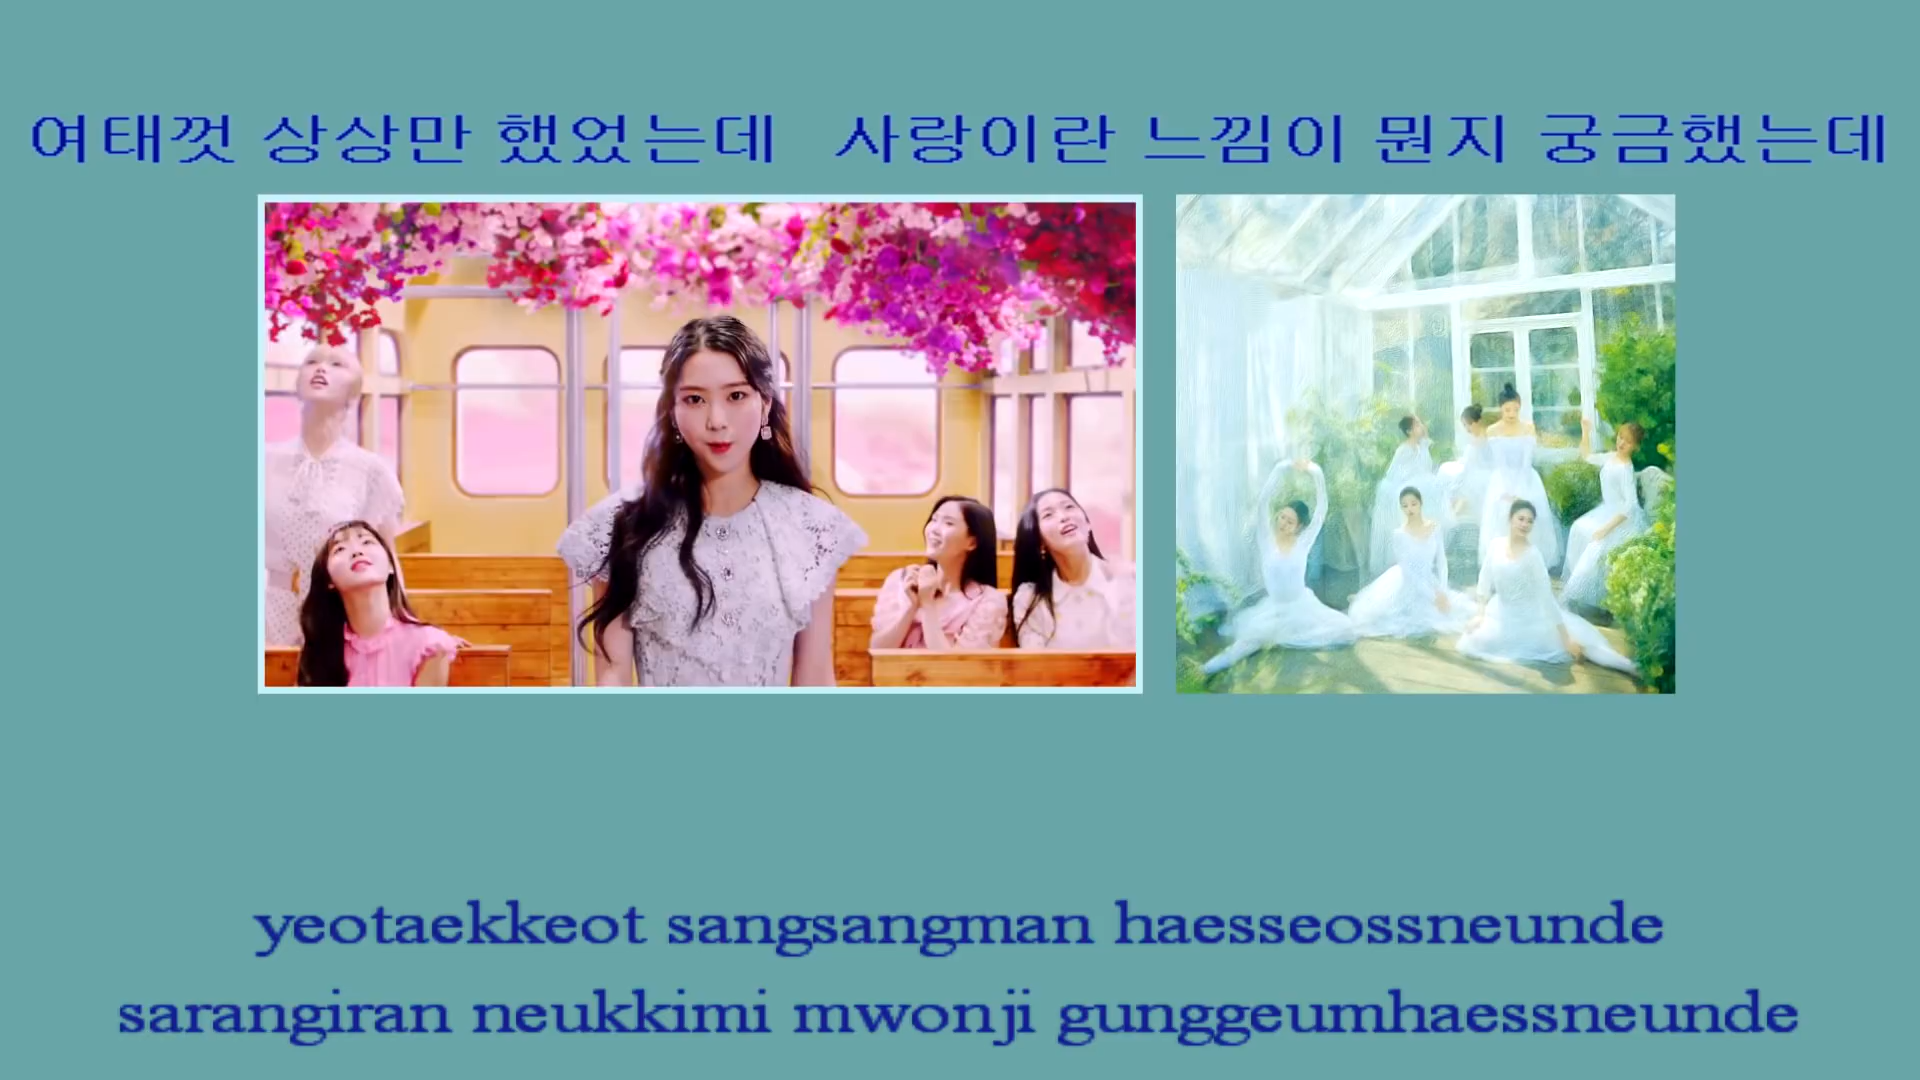 여태껏 상상만 했었는데 사랑이란 느낌이 뭔지 궁금했는데
yeotaekkeot sangsangman haesseossneunde
sarangiran neukkimi mwonji gunggeumhaessneunde